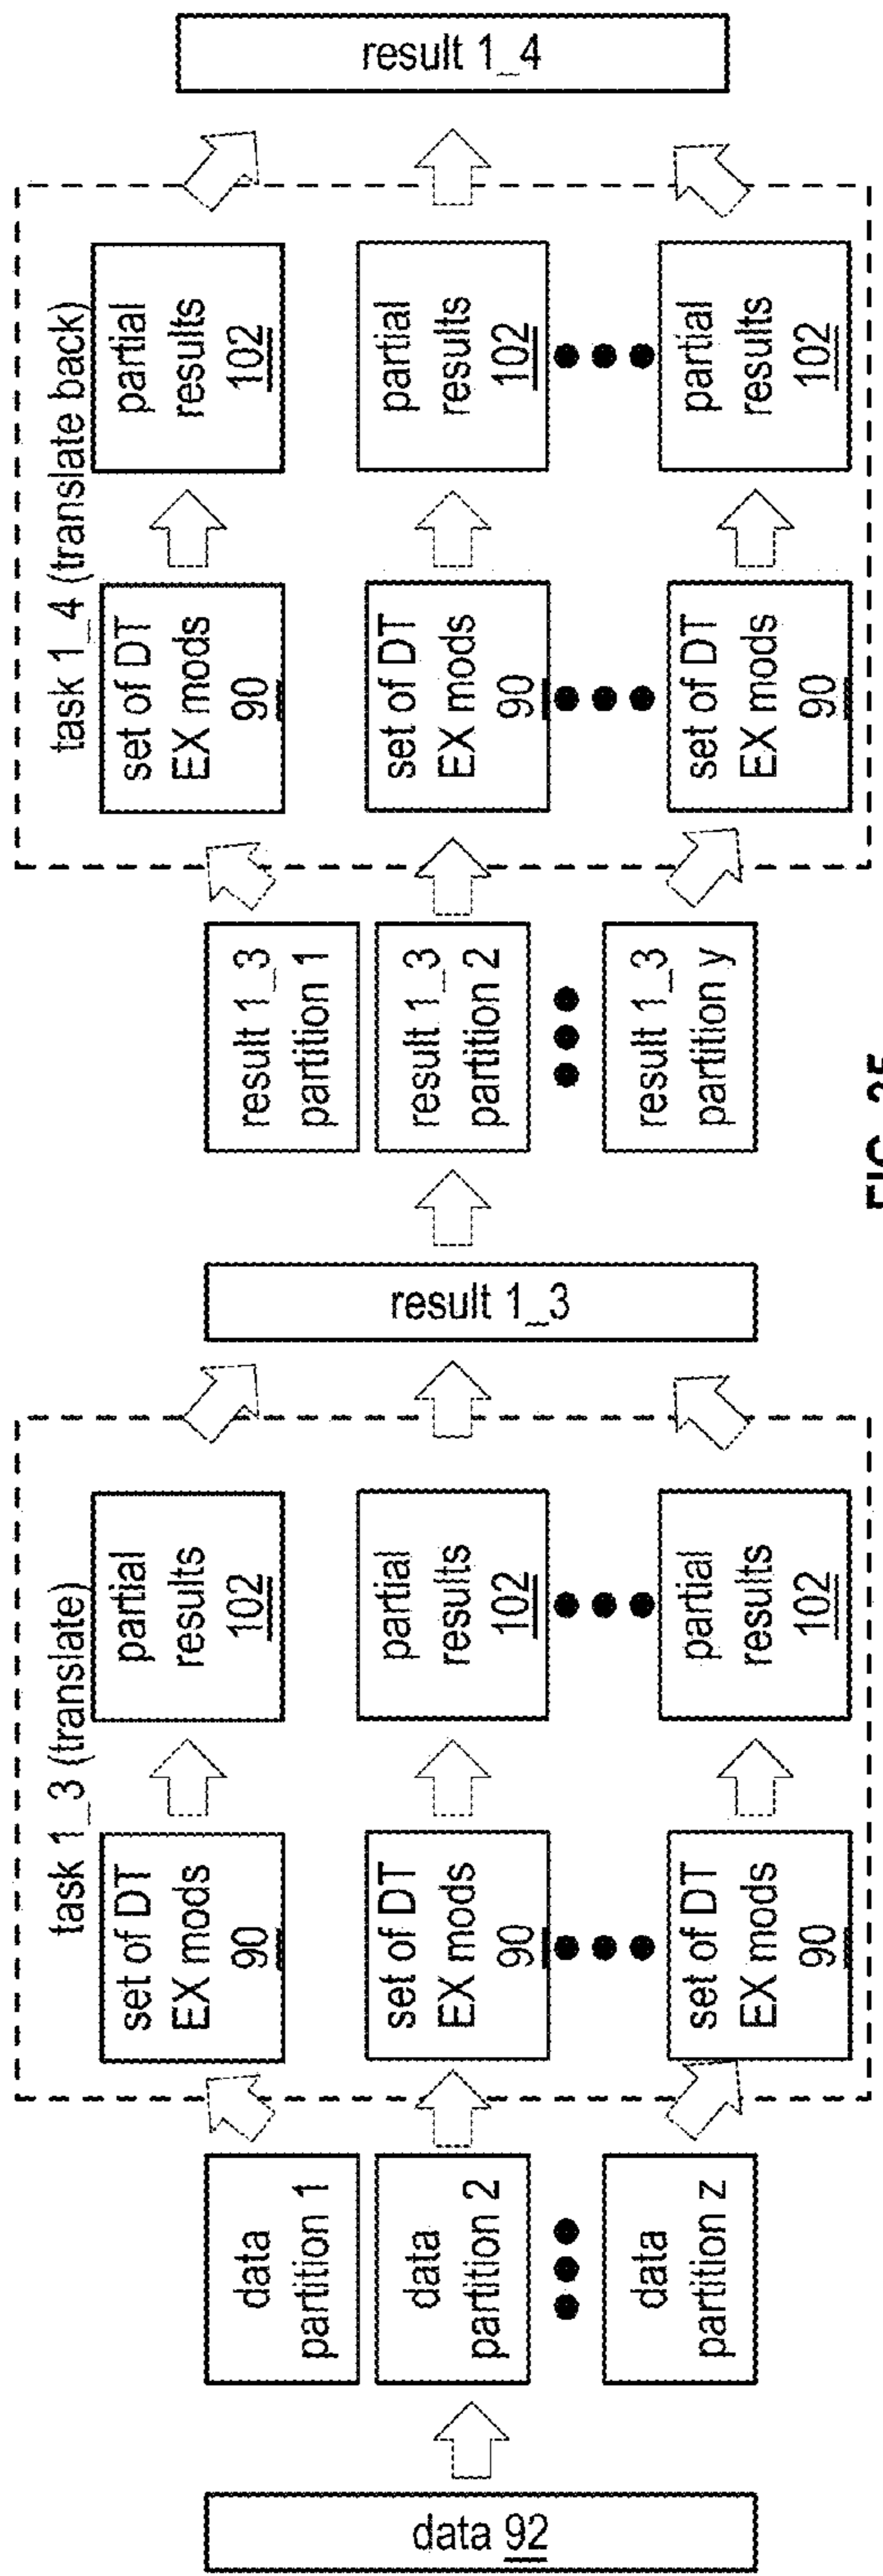 data 92
data
partition 1
data
partition 2
data
partition z
task 1_3 (translate)
set of DT
EX mods
90
set of DT
EX mods
90
set of DT
EX mods
90
partial
results
102
partial
results
102
partial
results
102
result 1_3
result 1_3
partition 1
result 1_3
partition 2
result 1_3
partition y
task 1_4 (translate back)
set of DT
EX mods
90
set of DT
EX mods
90
set of DT
EX mods
90
partial
results
102
partial
results
102
partial
results
102
result 1_4
FIG.